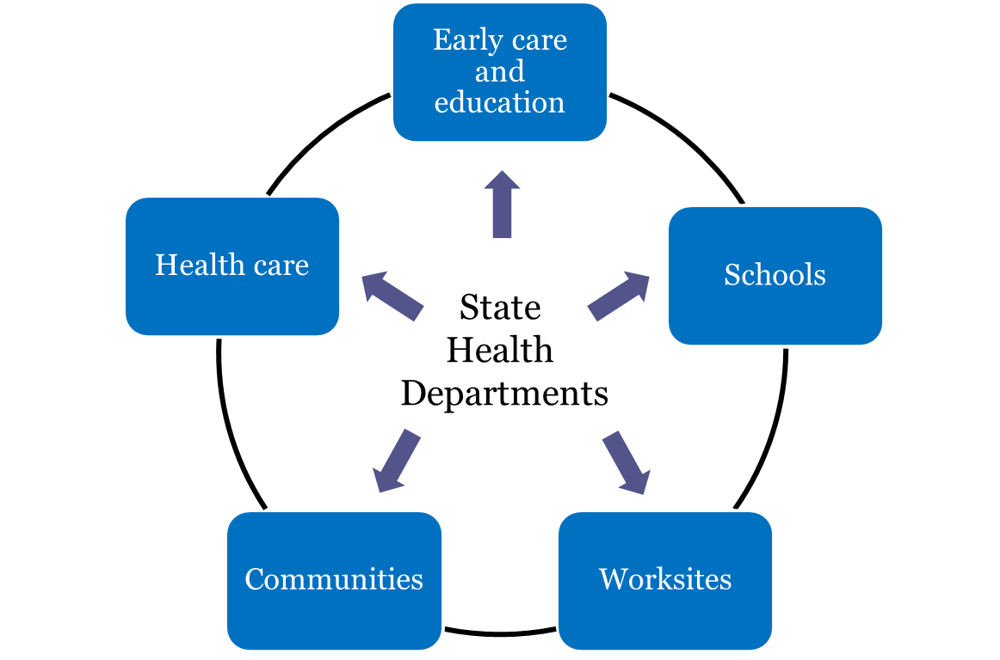 Early care
and
education
Health care
Schools
State
Health
Departments
Communities
Worksites